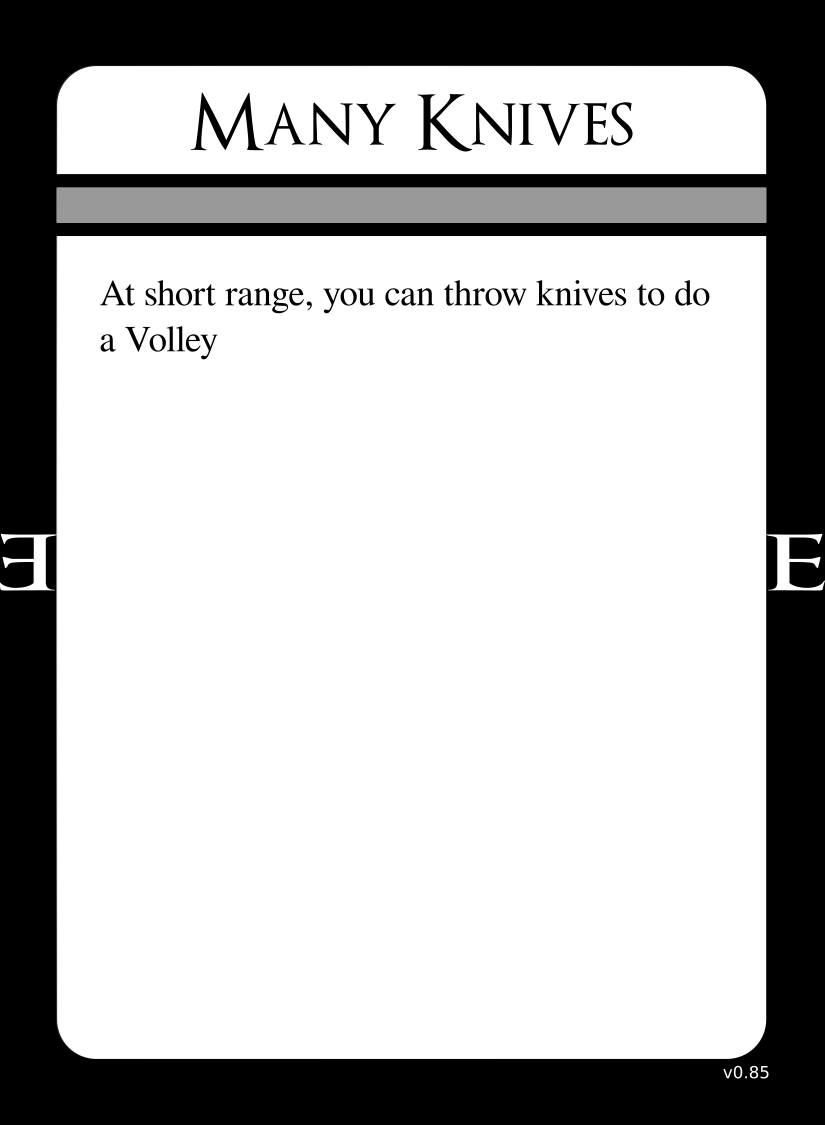 Many Knives
At short range, you can throw knives to do
a Volley
E
E
v0.85